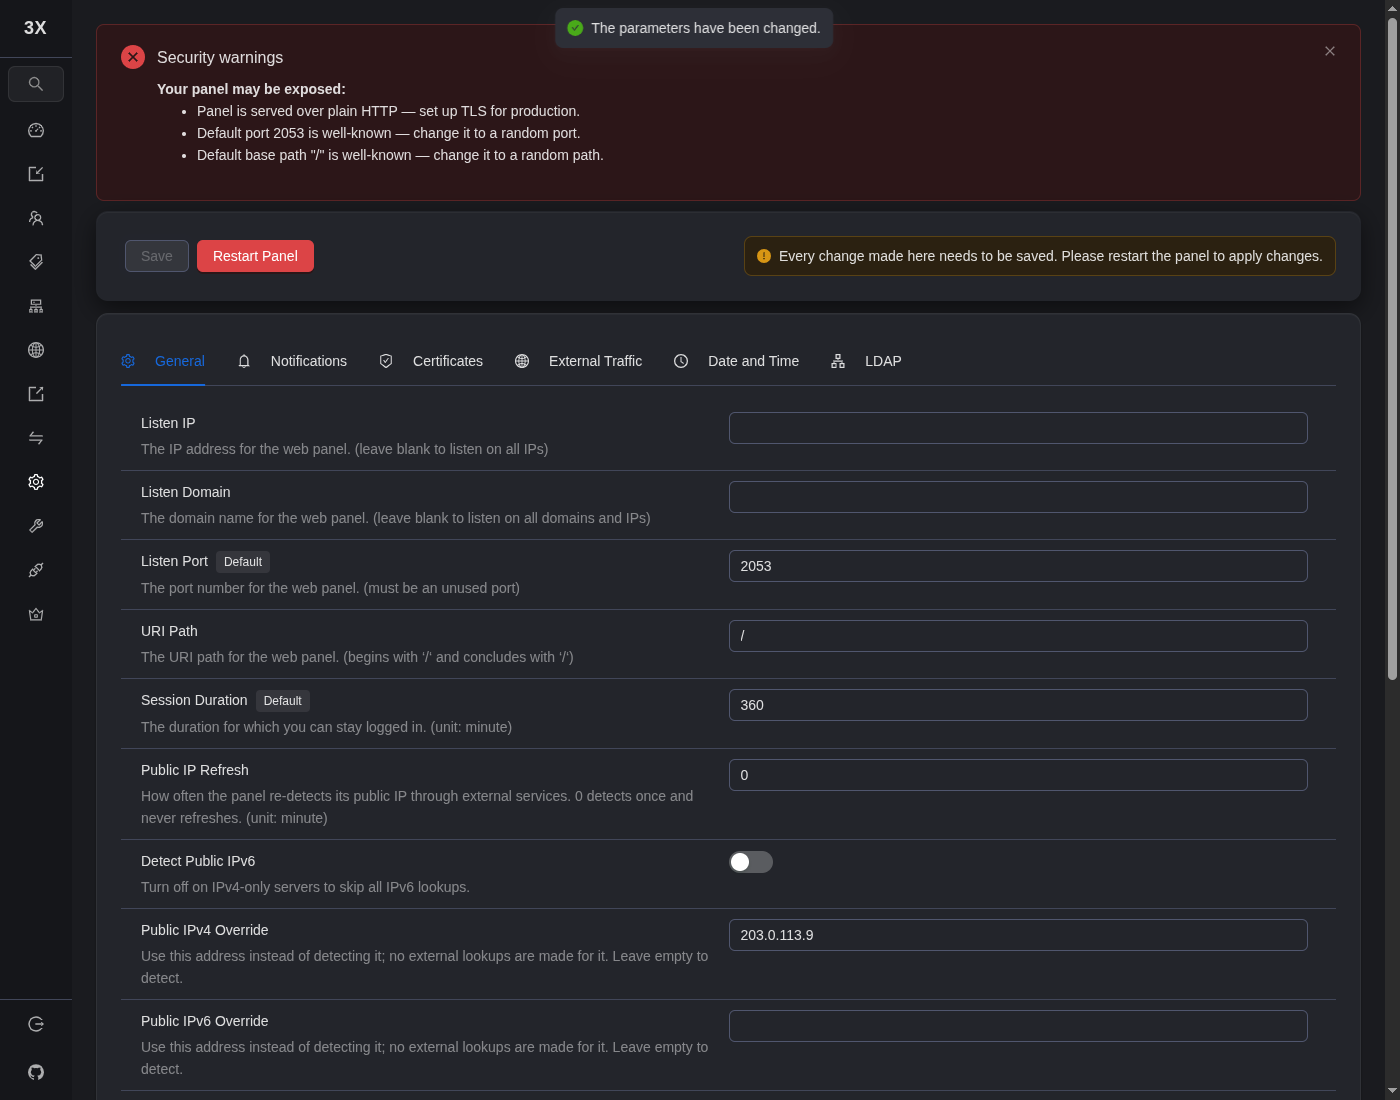 3X
The parameters have been changed.
Security warnings
Your panel may be exposed:
• Panel is served over plain HTTP — set up TLS for production.
• Default port 2053 is well-known — change it to a random port.
• Default base path "/" is well-known — change it to a random path.
Save
Restart Panel
Every change made here needs to be saved. Please restart the panel to apply changes.
General
Notifications
Certificates
External Traffic
Date and Time
LDAP
Listen IP
The IP address for the web panel. (leave blank to listen on all IPs)
Listen Domain
The domain name for the web panel. (leave blank to listen on all domains and IPs)
Listen Port Default
The port number for the web panel. (must be an unused port)
2053
URI Path
The URI path for the web panel. (begins with ‘/‘ and concludes with ‘/‘)
/
Session Duration Default
The duration for which you can stay logged in. (unit: minute)
360
Public IP Refresh
How often the panel re-detects its public IP through external services. 0 detects once and
never refreshes. (unit: minute)
0
Detect Public IPv6
Turn off on IPv4-only servers to skip all IPv6 lookups.
Public IPv4 Override
Use this address instead of detecting it; no external lookups are made for it. Leave empty to
detect.
203.0.113.9
Public IPv6 Override
Use this address instead of detecting it; no external lookups are made for it. Leave empty to
detect.